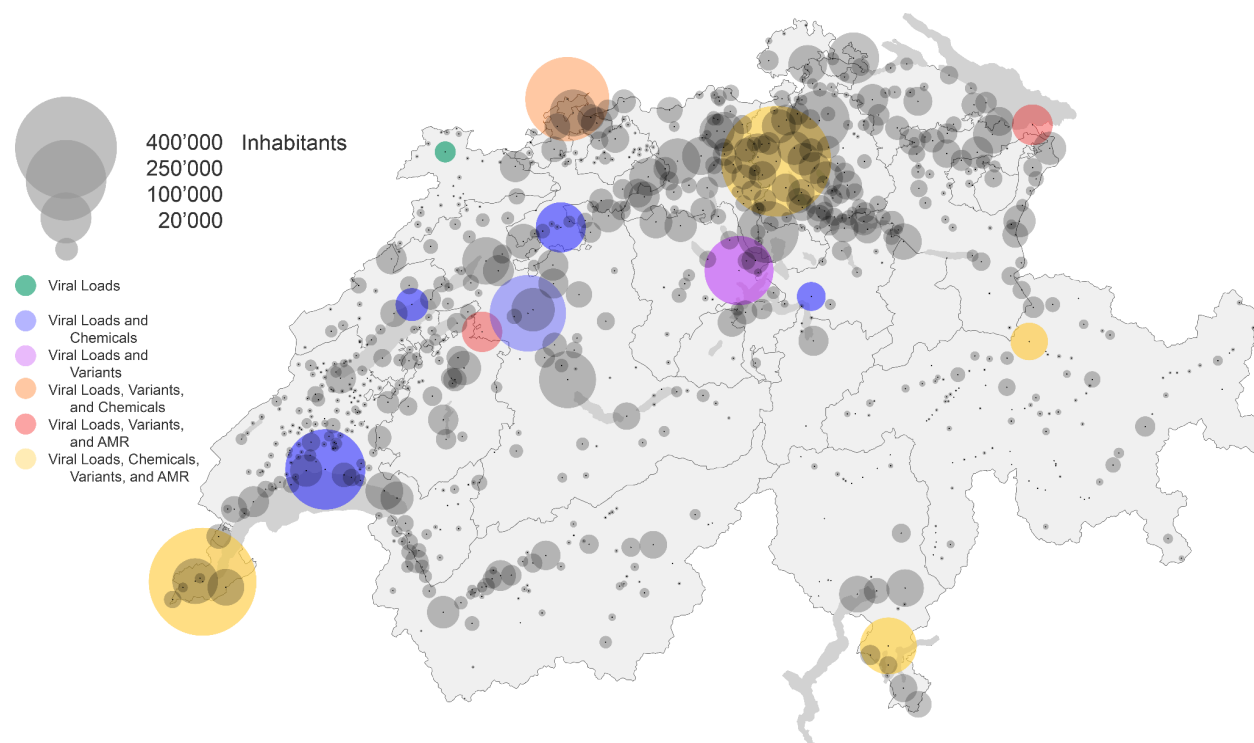 400’000 Inhabitants
250’000
100’000
20’000
Viral Loads
Viral Loads and
Chemicals
Viral Loads and
Variants
Viral Loads, Variants,
and Chemicals
Viral Loads, Variants,
and AMR
Viral Loads, Chemicals,
Variants, and AMR